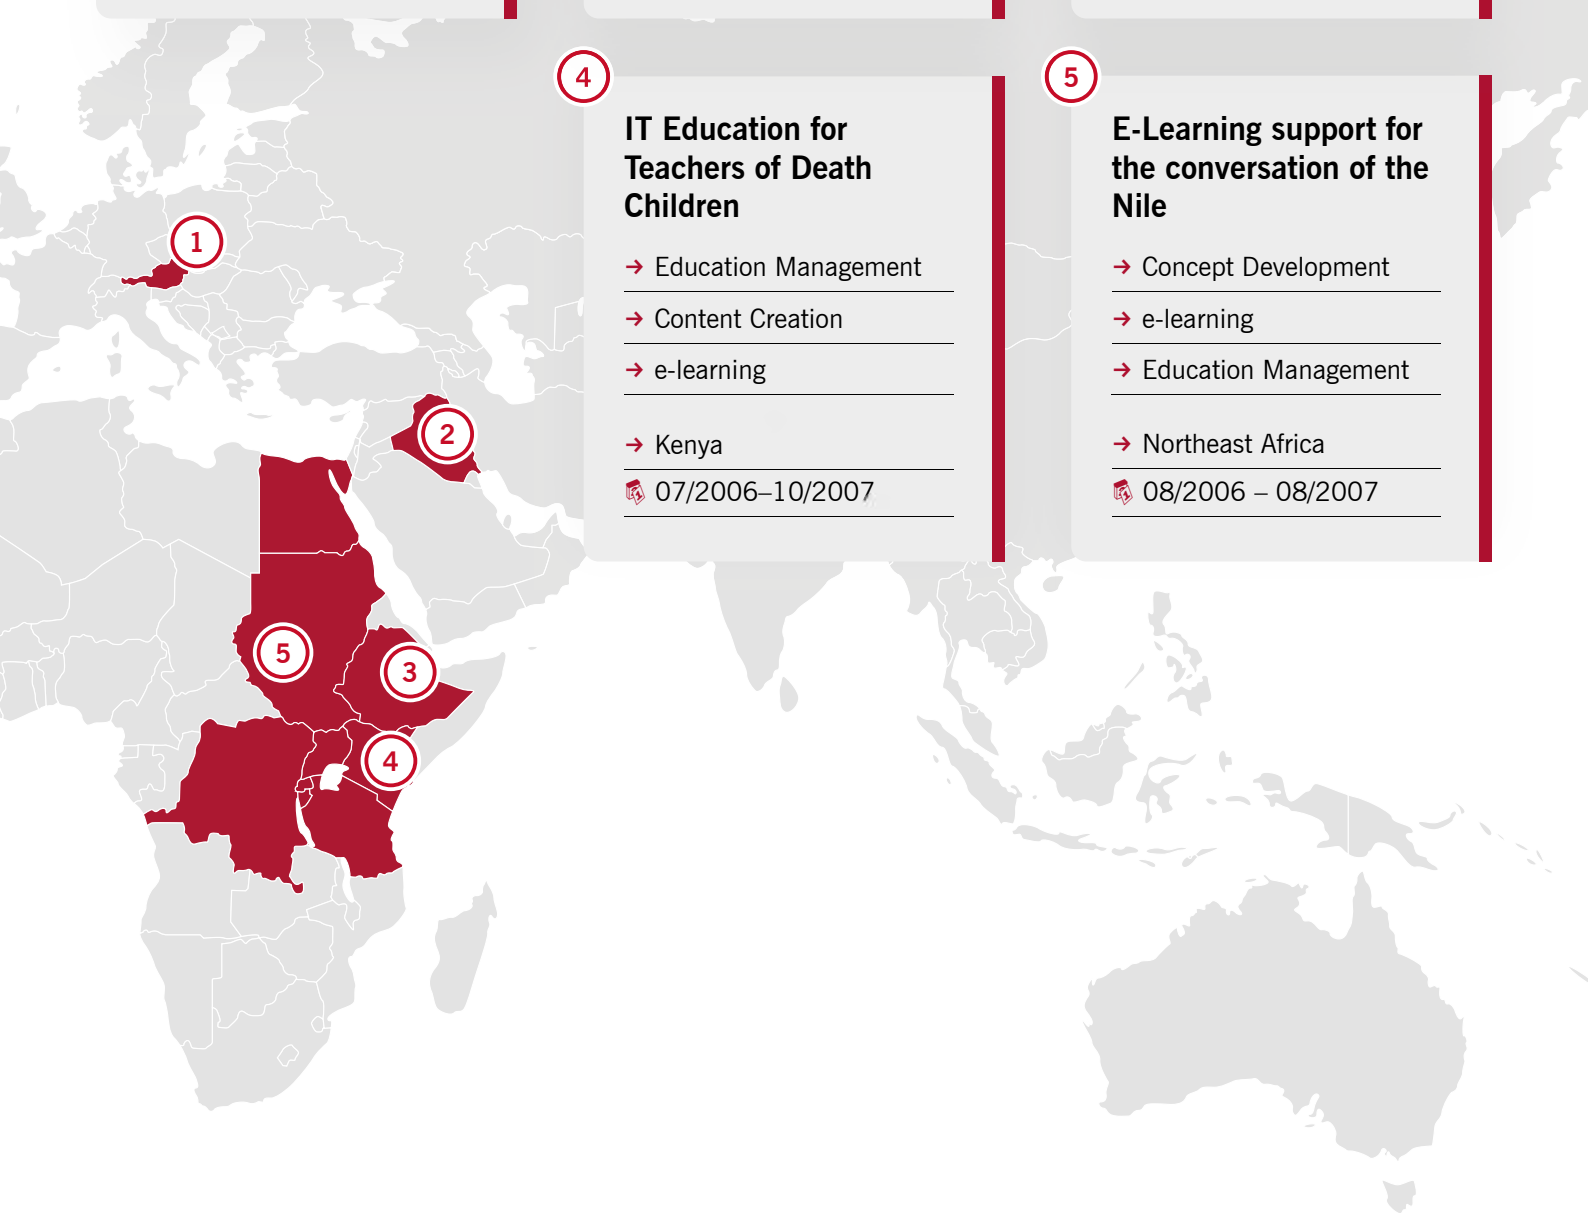 4
IT Education for
Teachers of Death
Children
→ Education Management
→ Content Creation
→ e-learning
→ Kenya
07/2006–10/2007
5
E-Learning support for
the conversation of the
Nile
→ Concept Development
→ e-learning
→ Education Management
→ Northeast Africa
08/2006 – 08/2007
1
2
5
3
4